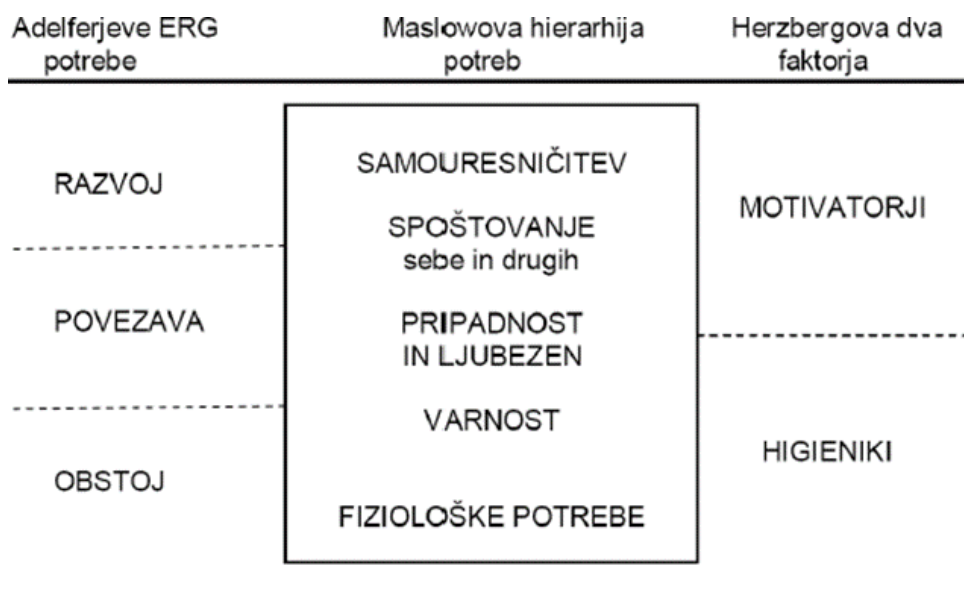 Adelferjeve ERG
potrebe
Maslowova hierarhija
potreb
Herzbergova dva
faktorja
RAZVOJ
POVEZAVA
OBSTOJ
SAMOURESNIČITEV
SPOŠTOVANJE
sebe in drugih
PRIPADNOST
IN LJUBEZEN
VARNOST
FIZIOLOŠKE POTREBE
MOTIVATORJI
HIGIENIKI